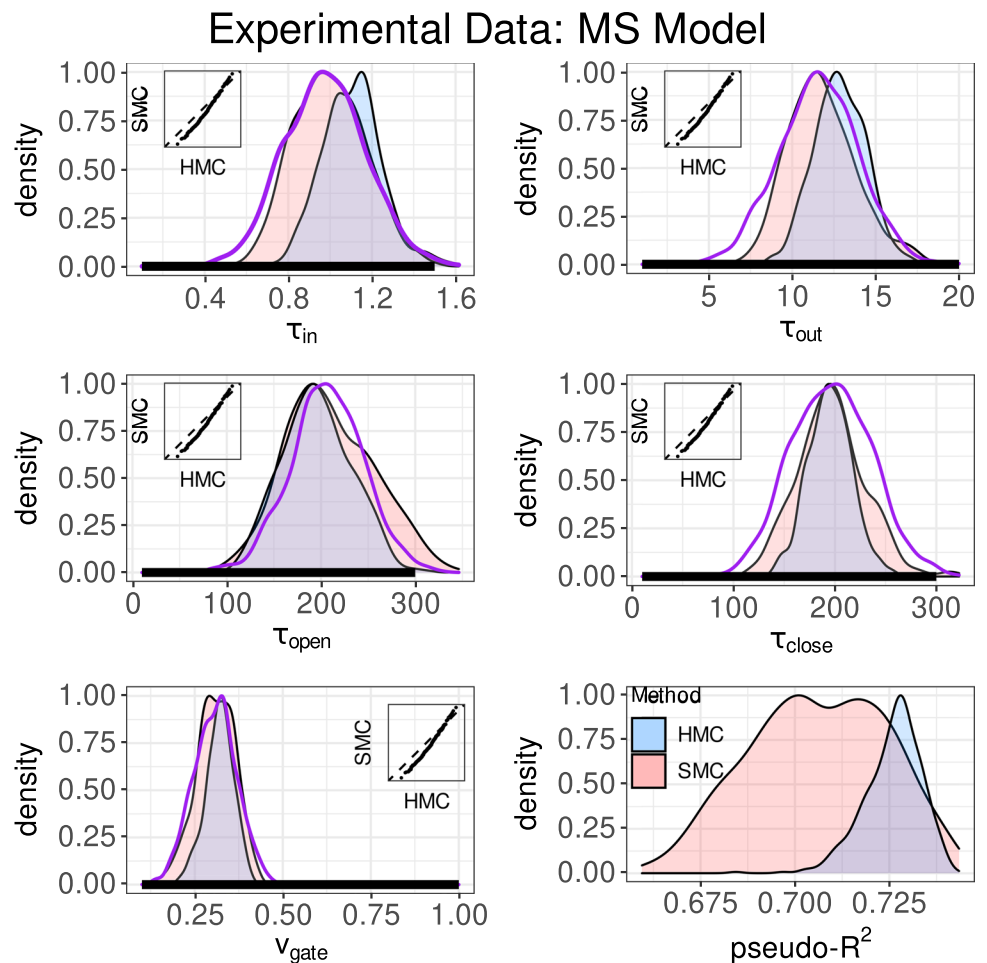 Experimental Data: MS Model
density
1.00
0.75
0.50
0.25
0.00
SMC
HMC
0.4 0.8 1.2 1.6
τin
density
1.00
0.75
0.50
0.25
0.00
SMC
HMC
5 10 15 20
τout
density
1.00
0.75
0.50
0.25
0.00
SMC
HMC
0 100 200 300
τopen
density
1.00
0.75
0.50
0.25
0.00
SMC
HMC
0 100 200 300
τclose
density
1.00
0.75
0.50
0.25
0.00
SMC
HMC
0.25 0.50 0.75 1.00
vgate
density
1.00
0.75
0.50
0.25
0.00
Method
HMC
SMC
0.675 0.700 0.725
pseudo-R²